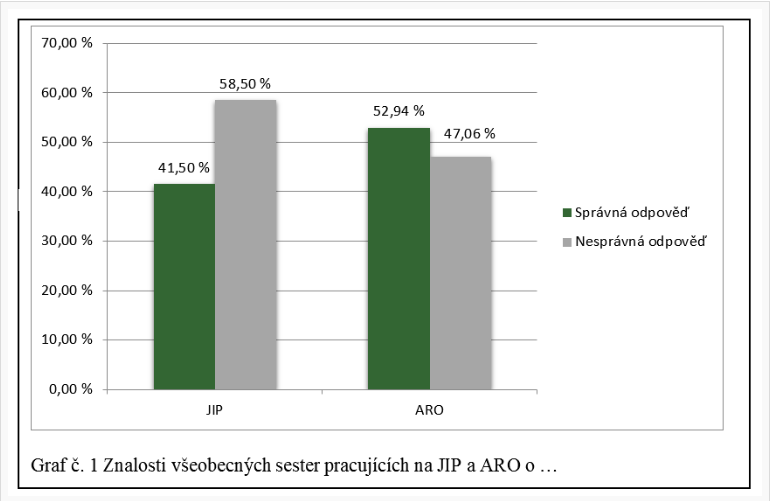 70,00 %
60,00 %
50,00 %
40,00 %
30,00 %
20,00 %
10,00 %
0,00 %
58,50 %
52,94 %
47,06 %
41,50 %
JIP
ARO
Správná odpověď
Nesprávná odpověď
Graf č. 1 Znalosti všeobecných sester pracujících na JIP a ARO o …